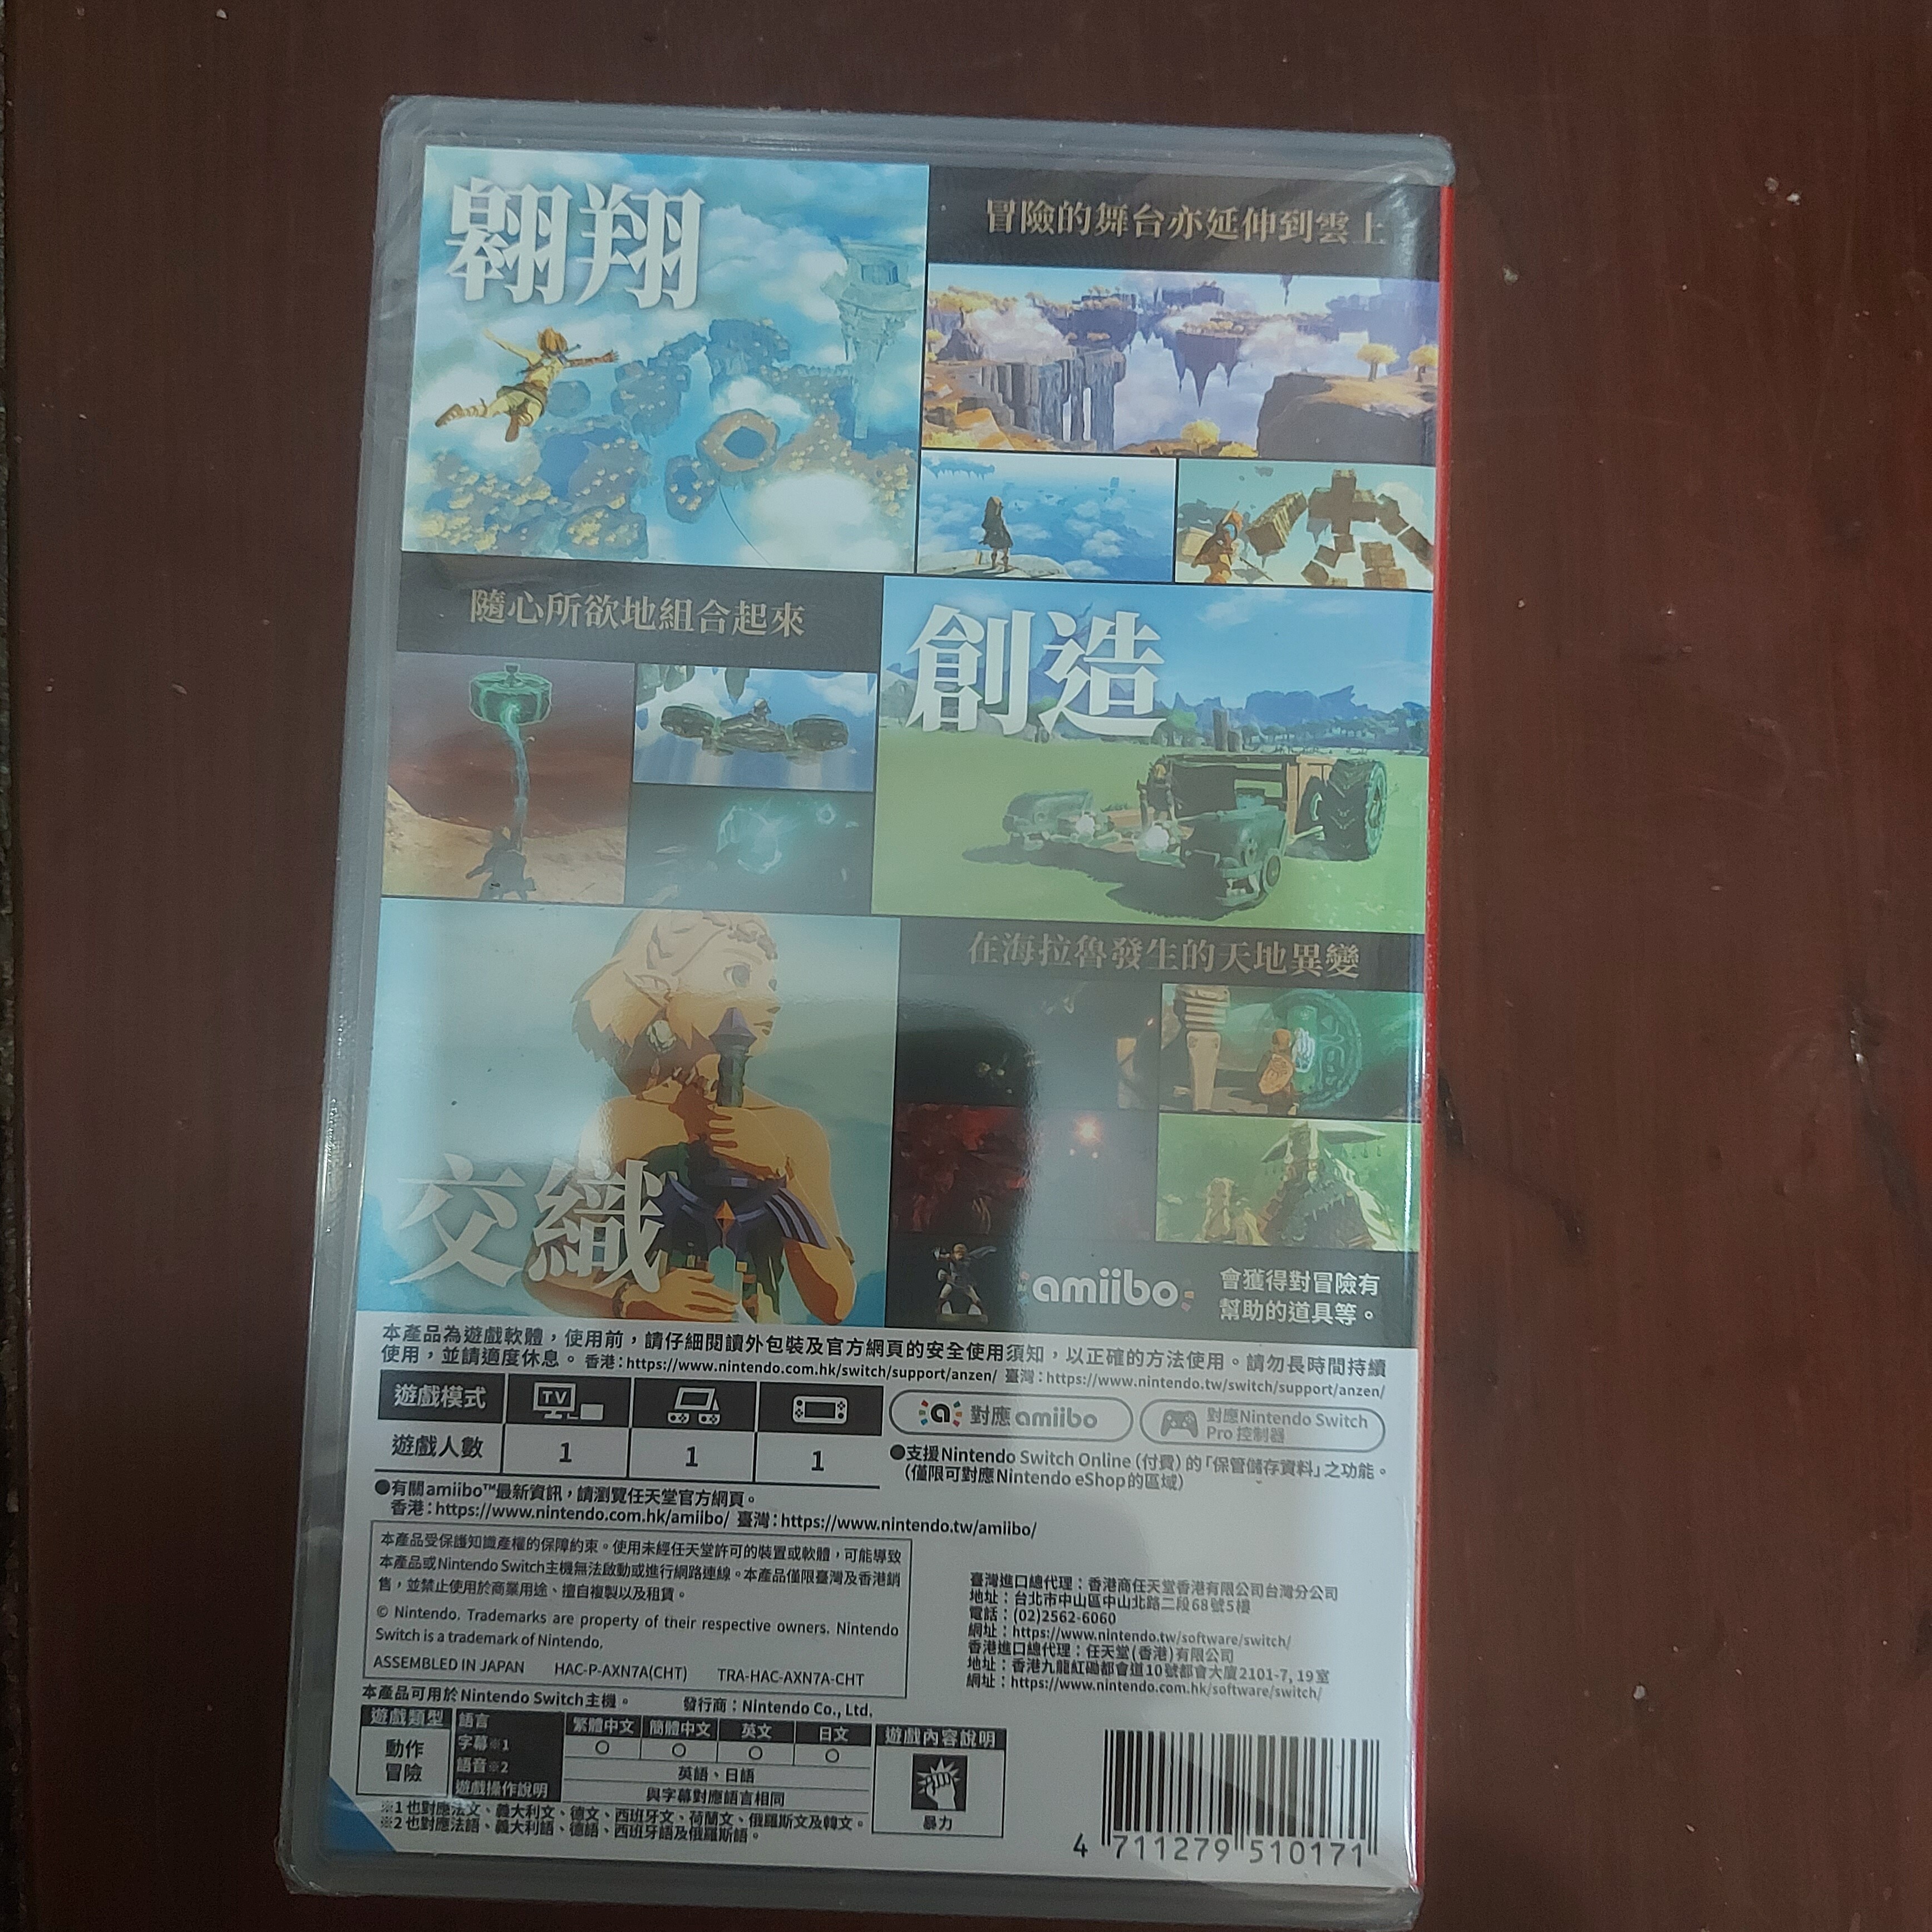 翱翔
冒險的舞台亦延伸到雲上
隨心所欲地組合起來
創造
在海拉魯發生的天地異變
交織
amiibo
會獲得對冒險有
幫助的道具等。
本產品為遊戲軟體，使用前，請仔細閱讀外包裝及官方網頁的安全使用須知，以正確的方法使用。請勿長時間持續
使用，並請適度休息。香港：https://www.nintendo.com.hk/switch/support/anzen/ 臺灣：https://www.nintendo.tw/switch/support/anzen/
遊戲模式 TV
遊戲人數 1 1 1
對應 amiibo
對應Nintendo Switch
Pro 控制器
●支援Nintendo Switch Online（付費）的「保管儲存資料」之功能。
（僅限可對應Nintendo eShop的區域）
●有關amiibo™最新資訊，請瀏覽任天堂官方網頁。
香港：https://www.nintendo.com.hk/amiibo/ 臺灣：https://www.nintendo.tw/amiibo/
本產品受保護知識產權的保障約束。使用未經任天堂許可的裝置或軟體，可能導致
本產品或Nintendo Switch主機無法啟動或進行網路連線。本產品僅限臺灣及香港銷
售，並禁止使用於商業用途、擅自複製以及租賃。
© Nintendo. Trademarks are property of their respective owners. Nintendo
Switch is a trademark of Nintendo.
ASSEMBLED IN JAPAN HAC-P-AXN7A(CHT) TRA-HAC-AXN7A-CHT
臺灣進口總代理：香港商任天堂香港有限公司台灣分公司
地址：台北市中山區中山北路二段68號5樓
電話：(02)2562-6060
網址：https://www.nintendo.tw/software/switch/
香港進口總代理：任天堂(香港)有限公司
地址：香港九龍紅磡都會道10號都會大廈2101-7, 19室
網址：https://www.nintendo.com.hk/software/switch/
本產品可用於Nintendo Switch主機。 發行商：Nintendo Co., Ltd.
遊戲類型
動作
冒險
語言 繁體中文 簡體中文 英文 日文
字幕※1 ○ ○ ○ ○
語音※2 英語、日語
遊戲操作說明 與字幕對應語言相同
遊戲內容說明
暴力
※1 也對應法文、義大利文、德文、西班牙文、荷蘭文、俄羅斯文及韓文。
※2 也對應法語、義大利語、德語、西班牙語及俄羅斯語。
4 711279 510171